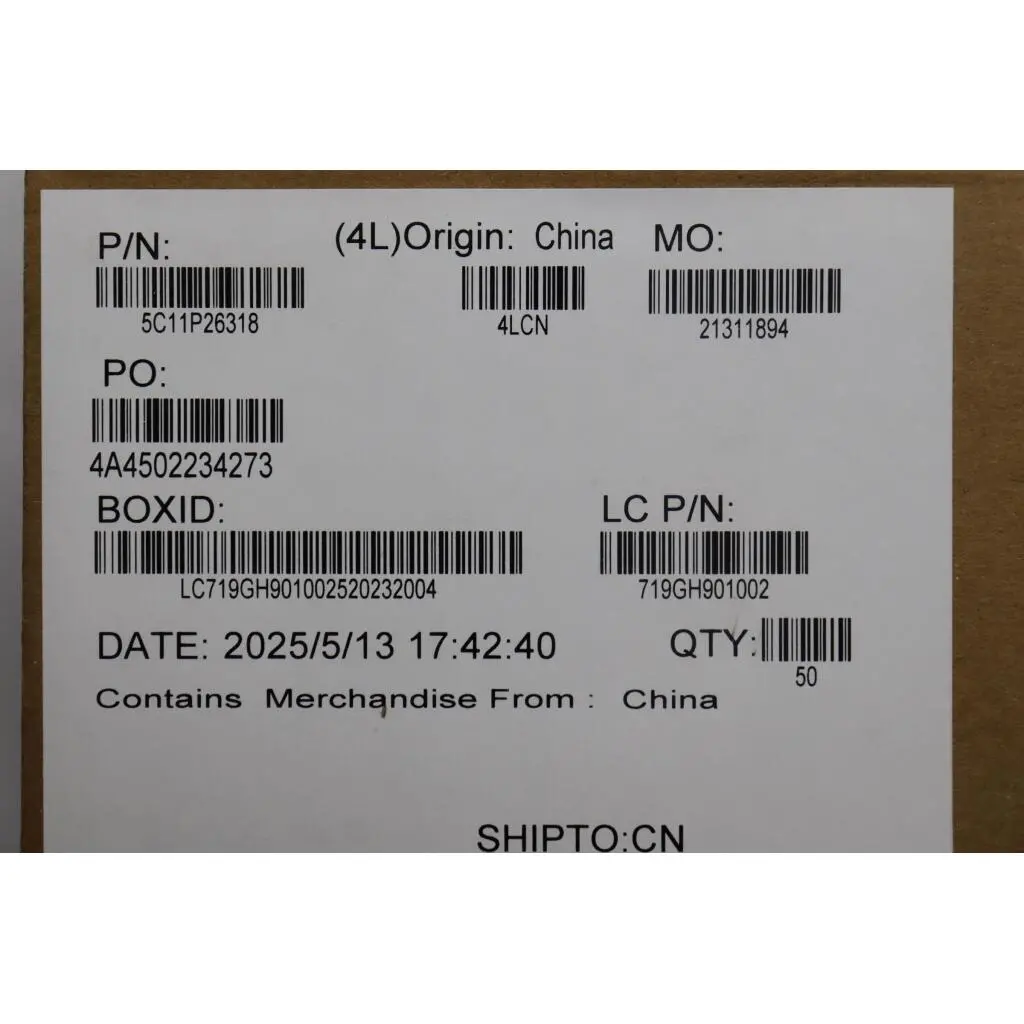 P/N: (4L)Origin: China MO:
5C11P26318 4LCN 21311894
PO:
4A4502234273
BOXID: LC P/N:
LC719GH901002520232004 719GH901002
DATE: 2025/5/13 17:42:40 QTY:
50
Contains Merchandise From : China
SHIPTO:CN